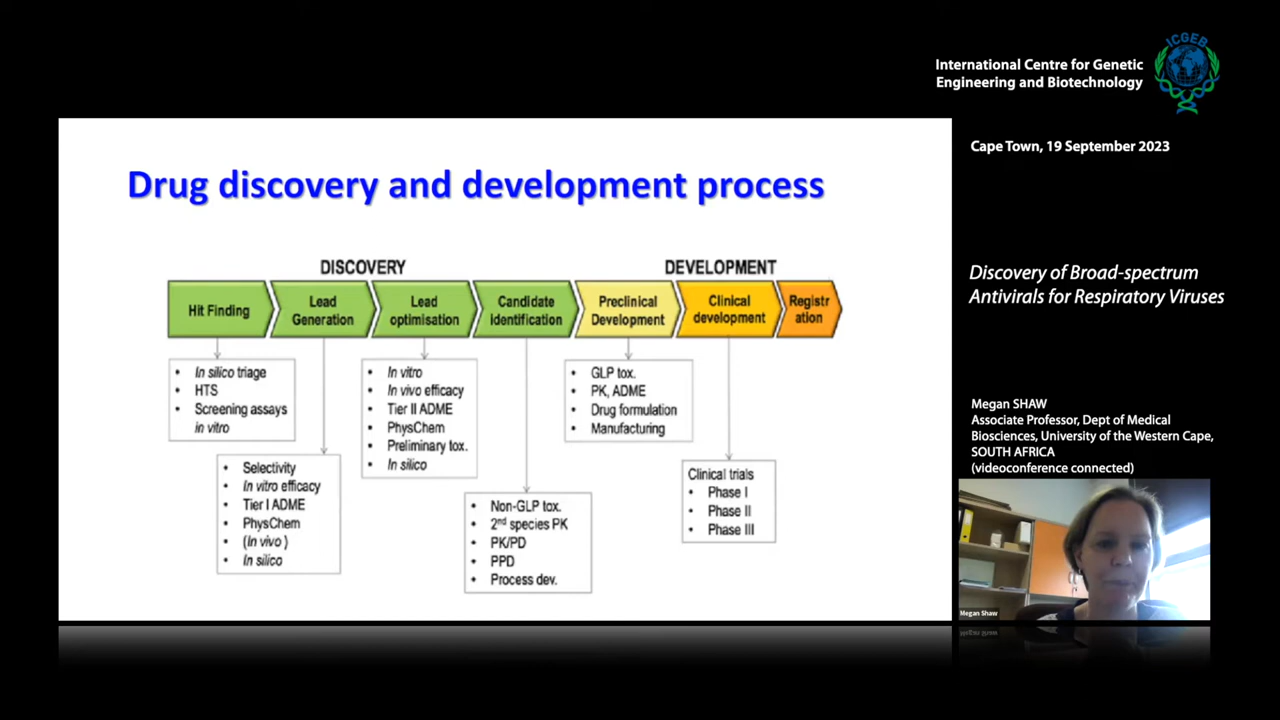 ICGEB
International Centre for Genetic
Engineering and Biotechnology
Cape Town, 19 September 2023
Drug discovery and development process
DISCOVERY
DEVELOPMENT
Hit Finding
Lead
Generation
Lead
optimisation
Candidate
identification
Preclinical
Development
Clinical
development
Registr
ation
• In silico triage
• HTS
• Screening assays
in vitro
• Selectivity
• In vitro efficacy
• Tier I ADME
• PhysChem
• (In vivo)
• In silico
• In vitro
• In vivo efficacy
• Tier II ADME
• PhysChem
• Preliminary tox.
• In silico
• Non-GLP tox.
• 2nd species PK
• PK/PD
• PPD
• Process dev.
• GLP tox.
• PK, ADME
• Drug formulation
• Manufacturing
Clinical trials
• Phase I
• Phase II
• Phase III
Discovery of Broad-spectrum
Antivirals for Respiratory Viruses
Megan SHAW
Associate Professor, Dept of Medical
Biosciences, University of the Western Cape,
SOUTH AFRICA
(videoconference connected)
Megan Shaw